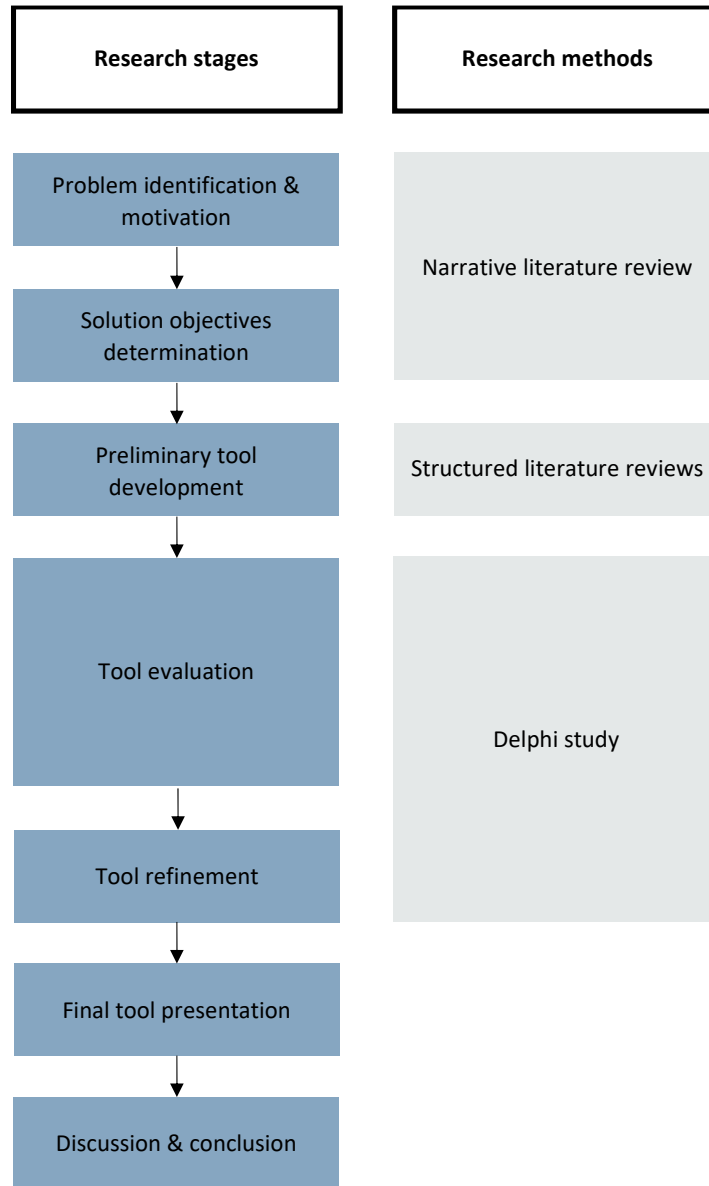 Research stages
Research methods
Problem identification &
motivation
Narrative literature review
Solution objectives
determination
Preliminary tool
development
Structured literature reviews
Tool evaluation
Delphi study
Tool refinement
Final tool presentation
Discussion & conclusion